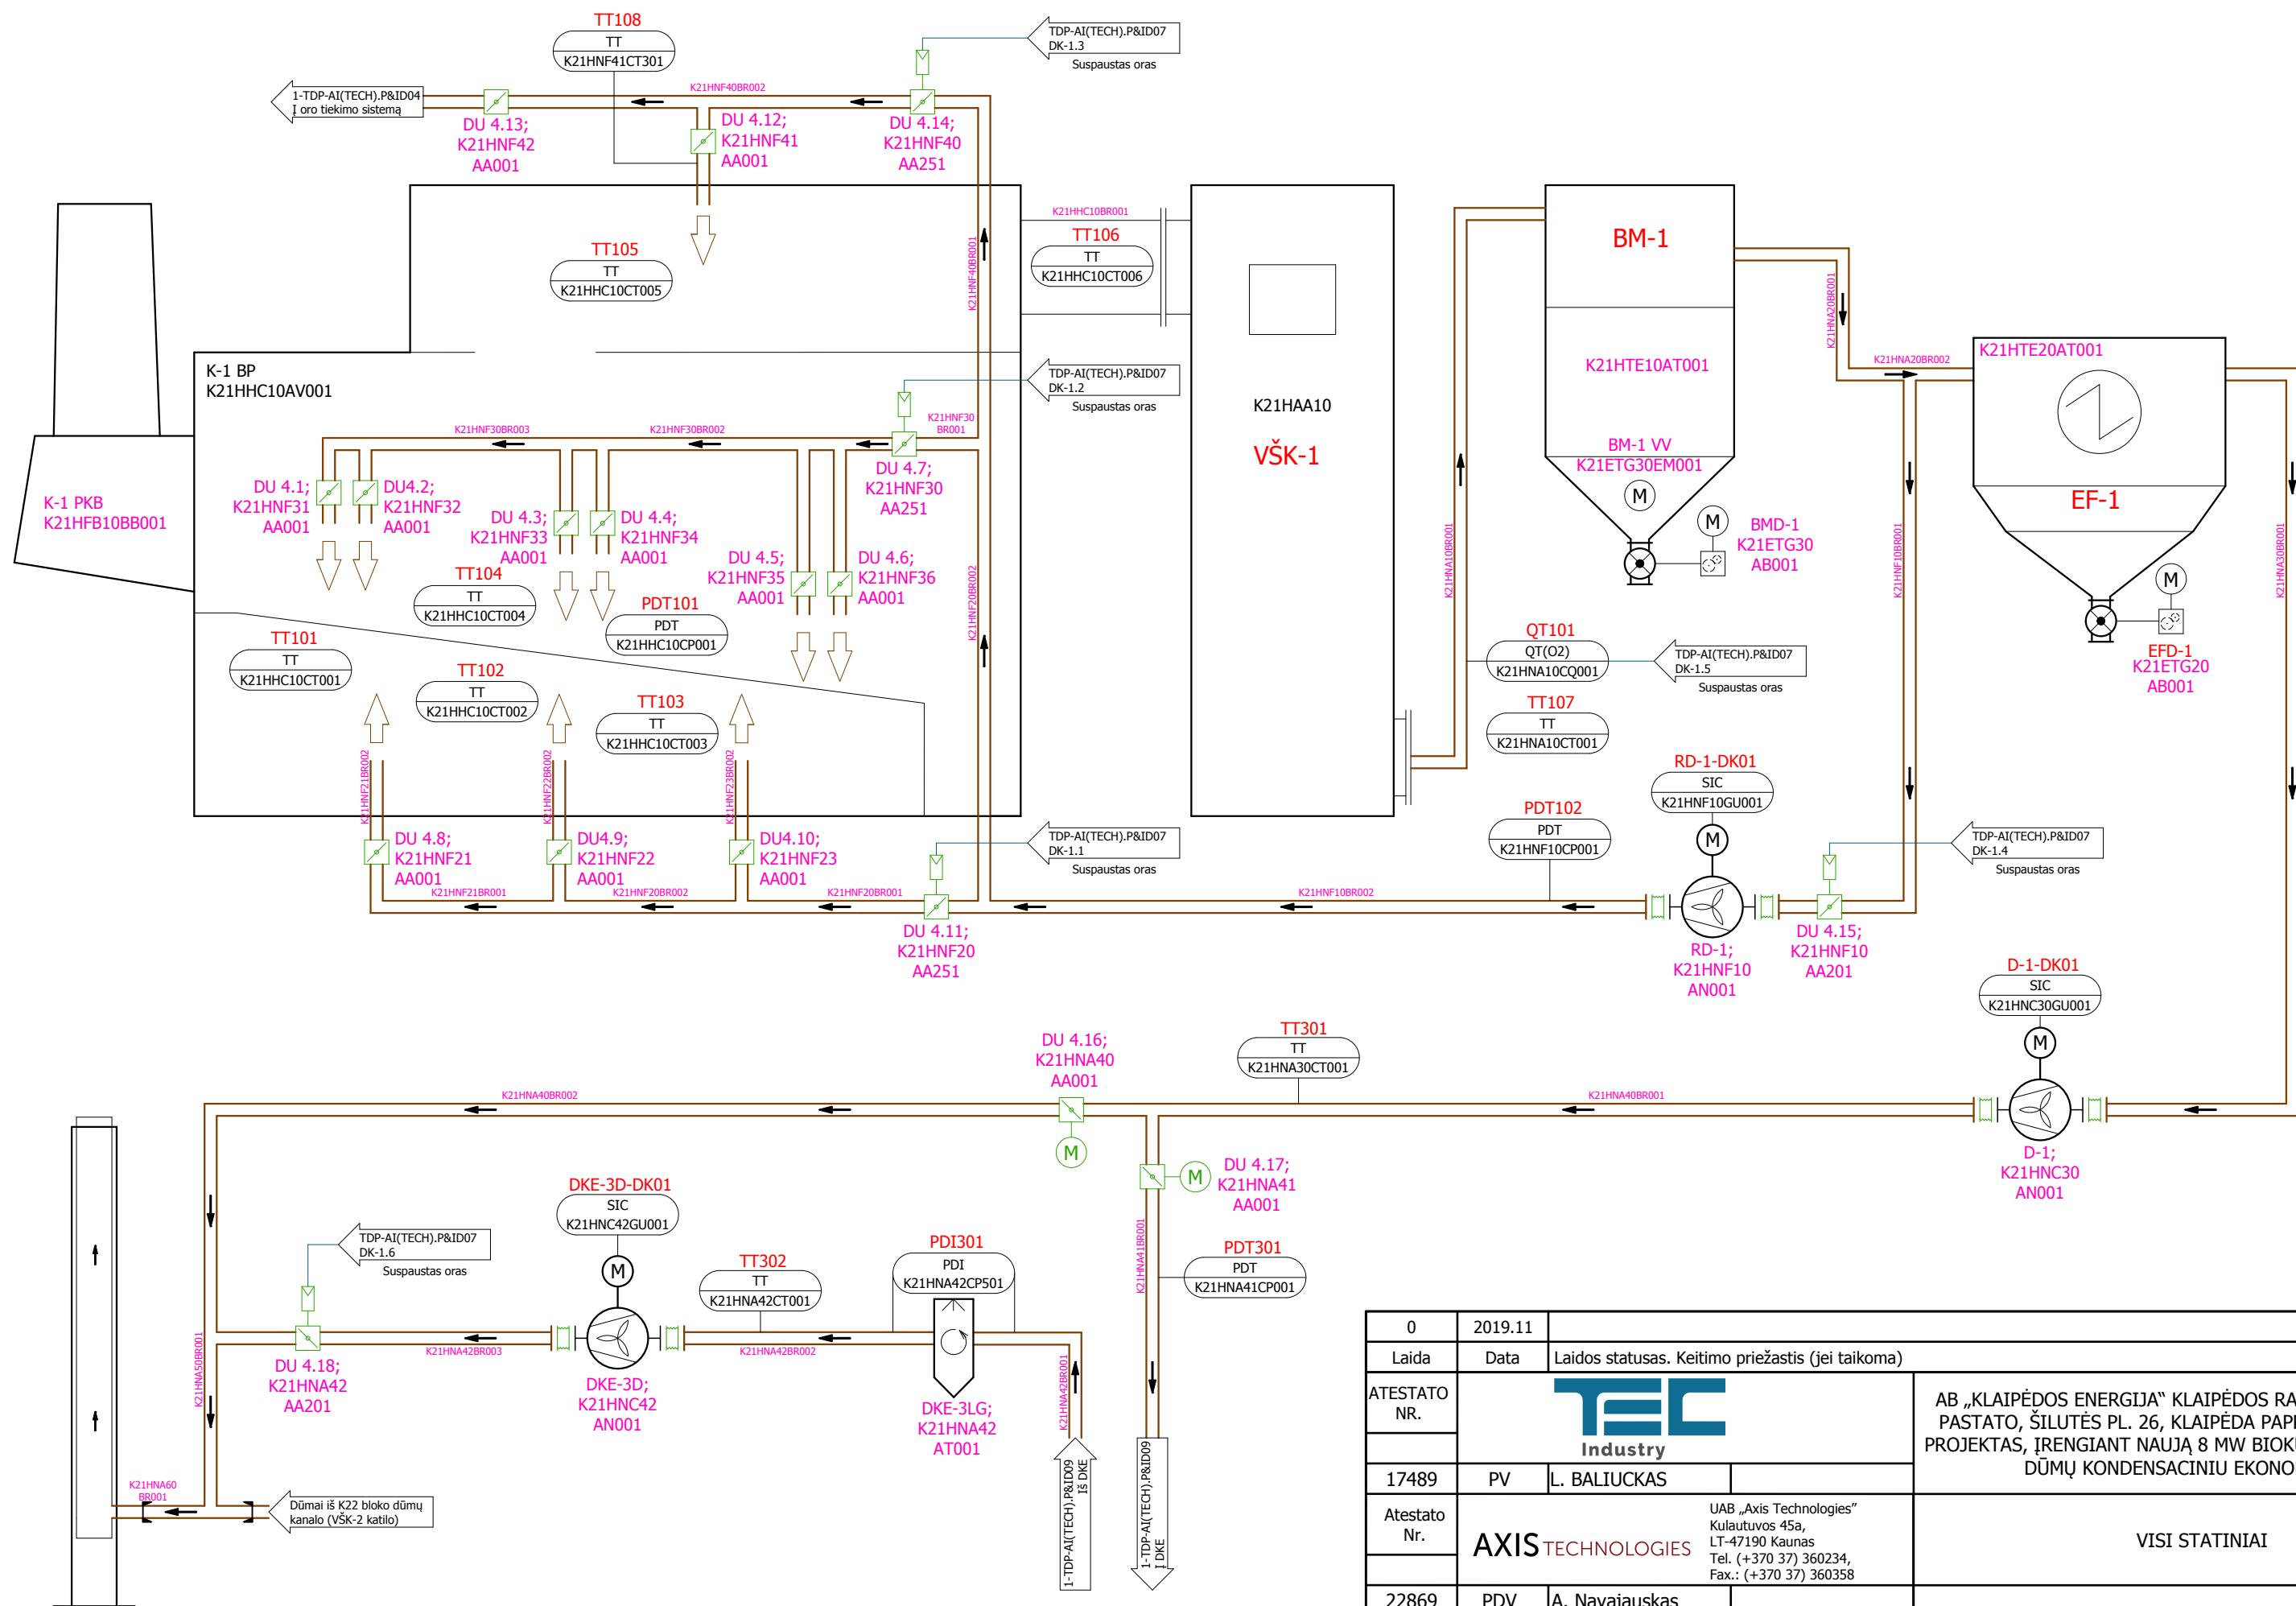 TT108
TT
K21HNF41CT301
TDP-AI(TECH).P&ID07
DK-1.3
Suspaustas oras
1-TDP-AI(TECH).P&ID04
Į oro tiekimo sistemą
K21HNF40BR002
DU 4.13;
K21HNF42
AA001
DU 4.12;
K21HNF41
AA001
DU 4.14;
K21HNF40
AA251
K21HHC10BR001
TT106
TT
K21HHC10CT006
TT105
TT
K21HHC10CT005
K21HNF40BR001
BM-1
K21HTE10AT001
BM-1 VV
K21ETG30EM001
M
M
BMD-1
K21ETG30
AB001
K21HNA20BR001
K21HNA20BR002
K21HTE20AT001
EF-1
M
EFD-1
K21ETG20
AB001
K21HNA30BR001
K21HNF10BR001
K21HNA10BR001
K21HAA10
VŠK-1
K-1 BP
K21HHC10AV001
TDP-AI(TECH).P&ID07
DK-1.2
Suspaustas oras
K21HNF30BR003
K21HNF30BR002
K21HNF30
BR001
K-1 PKB
K21HFB10BB001
DU 4.1;
K21HNF31
AA001
DU4.2;
K21HNF32
AA001
DU 4.3;
K21HNF33
AA001
DU 4.4;
K21HNF34
AA001
DU 4.5;
K21HNF35
AA001
DU 4.6;
K21HNF36
AA001
DU 4.7;
K21HNF30
AA251
TT104
TT
K21HHC10CT004
PDT101
PDT
K21HHC10CP001
K21HNF20BR002
TT101
TT
K21HHC10CT001
TT102
TT
K21HHC10CT002
TT103
TT
K21HHC10CT003
QT101
QT(O2)
K21HNA10CQ001
TDP-AI(TECH).P&ID07
DK-1.5
Suspaustas oras
TT107
TT
K21HNA10CT001
RD-1-DK01
SIC
K21HNF10GU001
M
PDT102
PDT
K21HNF10CP001
K21HNF21BR002
K21HNF22BR002
K21HNF23BR002
DU 4.8;
K21HNF21
AA001
DU4.9;
K21HNF22
AA001
DU4.10;
K21HNF23
AA001
TDP-AI(TECH).P&ID07
DK-1.1
Suspaustas oras
TDP-AI(TECH).P&ID07
DK-1.4
Suspaustas oras
K21HNF21BR001
K21HNF20BR002
K21HNF20BR001
K21HNF10BR002
DU 4.11;
K21HNF20
AA251
RD-1;
K21HNF10
AN001
DU 4.15;
K21HNF10
AA201
D-1-DK01
SIC
K21HNC30GU001
M
D-1;
K21HNC30
AN001
DU 4.16;
K21HNA40
AA001
M
TT301
TT
K21HNA30CT001
K21HNA40BR002
K21HNA40BR001
M
DU 4.17;
K21HNA41
AA001
K21HNA41BR001
PDT301
PDT
K21HNA41CP001
DKE-3D-DK01
SIC
K21HNC42GU001
M
TDP-AI(TECH).P&ID07
DK-1.6
Suspaustas oras
TT302
TT
K21HNA42CT001
PDI301
PDI
K21HNA42CP501
K21HNA50BR001
K21HNA42BR003
K21HNA42BR002
K21HNA42BR001
DU 4.18;
K21HNA42
AA201
DKE-3D;
K21HNC42
AN001
DKE-3LG;
K21HNA42
AT001
1-TDP-AI(TECH).P&ID09
Iš DKE
1-TDP-AI(TECH).P&ID09
Į DKE
K21HNA60
BR001
Dūmai iš K22 bloko dūmų
kanalo (VŠK-2 katilo)
0 2019.11
Laida Data Laidos statusas. Keitimo priežastis (jei taikoma)
ATESTATO
NR.
TEC
Industry
AB „KLAIPĖDOS ENERGIJA“ KLAIPĖDOS
PASTATO, ŠILUTĖS PL. 26, KLAIPĖDA
PROJEKTAS, ĮRENGIANT NAUJĄ 8 MW
DŪMŲ KONDENSACINIU
17489 PV L. BALIUCKAS
Atestato
Nr.
AXIS TECHNOLOGIES
UAB „Axis Technologies”
Kulautuvos 45a,
LT-47190 Kaunas
Tel. (+370 37) 360234,
Fax.: (+370 37) 360358
VISI STATINIAI
22869 PDV A. Navajauskas